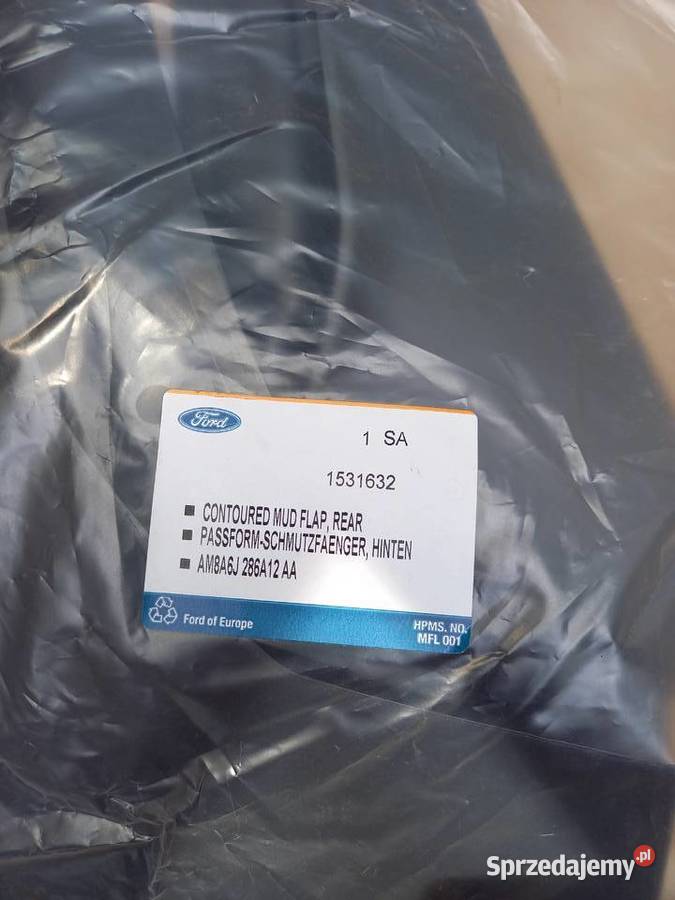 Ford
1 SA
1531632
■ CONTOURED MUD FLAP, REAR
■ PASSFORM-SCHMUTZFAENGER, HINTEN
■ AM8A6J 286A12 AA
Ford of Europe
HPMS. NO.
MFL 001
Sprzedajemy.pl